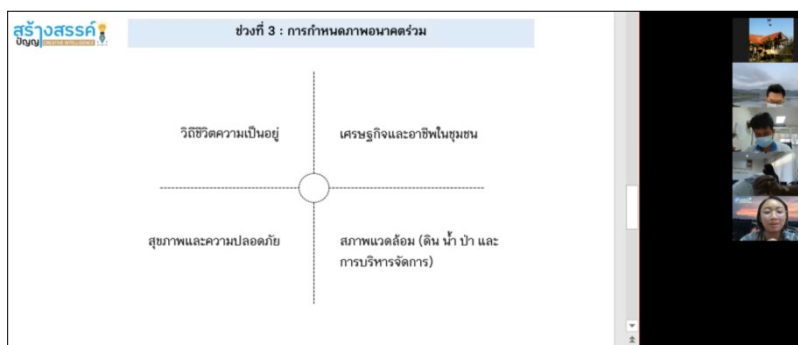 สร้างสรรค์
ปัญญา
CREATIVE INTELLIGENCE
ช่วงที่ 3 : การกำหนดภาพอนาคตร่วม
วิถีชีวิตความเป็นอยู่
เศรษฐกิจและอาชีพในชุมชน
สุขภาพและความปลอดภัย
สภาพแวดล้อม (ดิน น้ำ ป่า และ
การบริหารจัดการ)